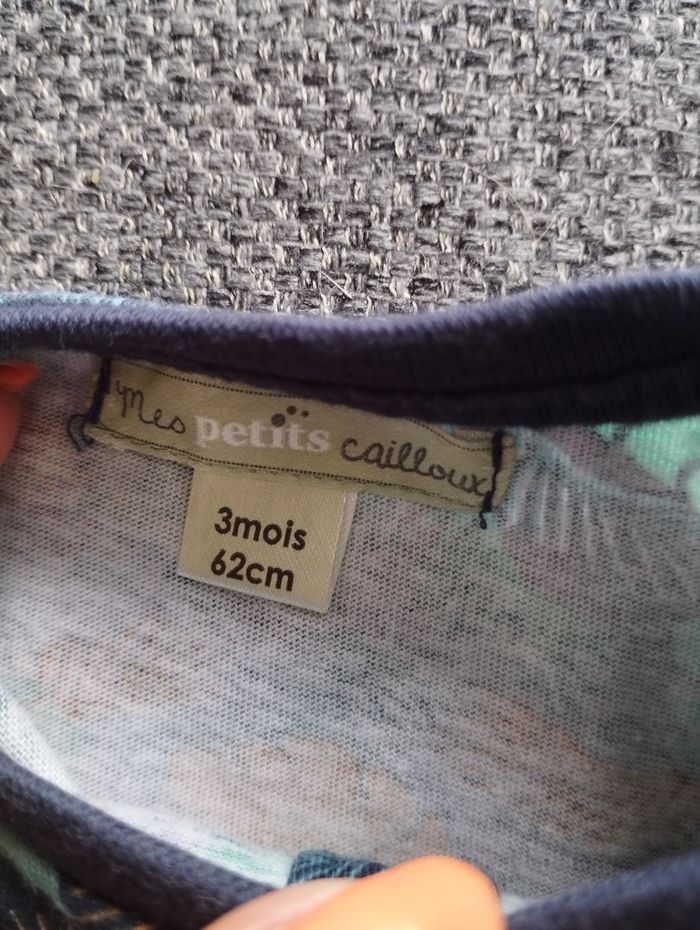 Mes petits cailloux
3mois
62cm